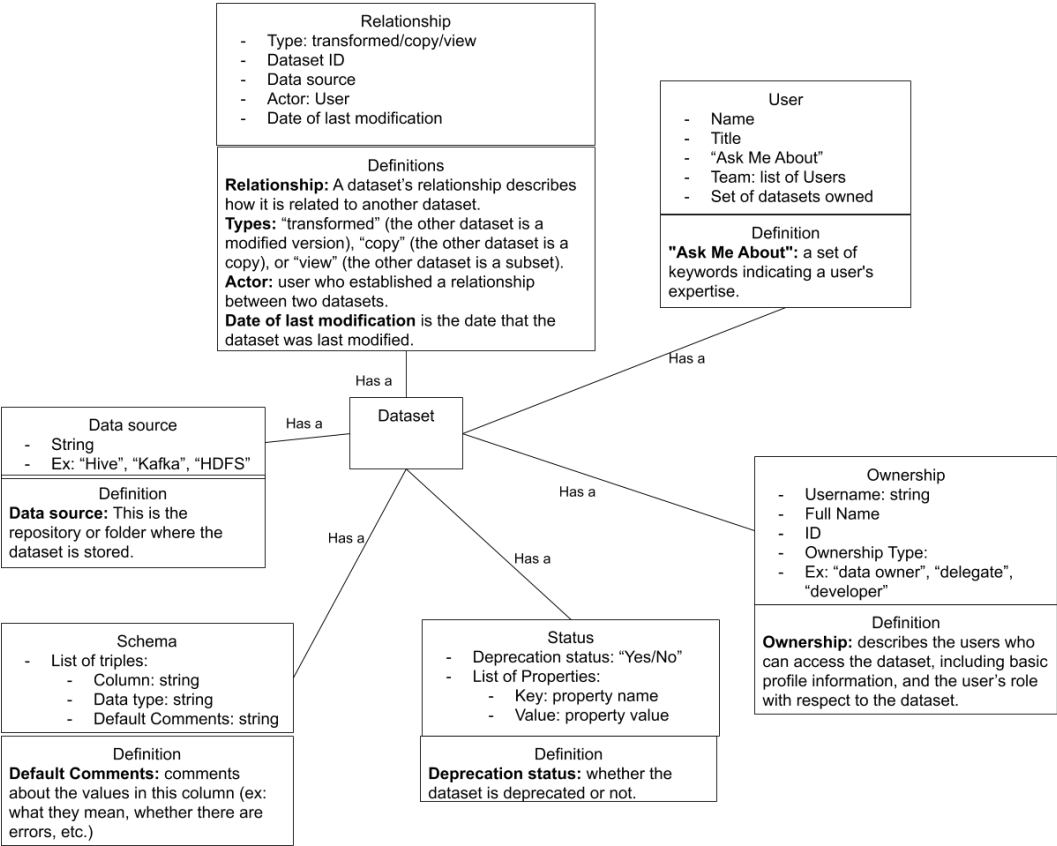 Relationship
- Type: transformed/copy/view
- Dataset ID
- Data source
- Actor: User
- Date of last modification
Definitions
Relationship: A dataset's relationship describes
how it is related to another dataset.
Types: “transformed” (the other dataset is a
modified version), “copy” (the other dataset is a
copy), or “view” (the other dataset is a subset).
Actor: user who established a relationship
between two datasets.
Date of last modification is the date that the
dataset was last modified.
User
- Name
- Title
- “Ask Me About”
- Team: list of Users
- Set of datasets owned
Definition
"Ask Me About": a set of
keywords indicating a user's
expertise.
Has a
Has a
Dataset
Has a
Data source
- String
- Ex: “Hive”, “Kafka”, “HDFS”
Definition
Data source: This is the
repository or folder where the
dataset is stored.
Has a
Ownership
- Username: string
- Full Name
- ID
- Ownership Type:
- Ex: “data owner”, “delegate”,
“developer”
Definition
Ownership: describes the users who
can access the dataset, including basic
profile information, and the user's role
with respect to the dataset.
Has a
Has a
Schema
- List of triples:
- Column: string
- Data type: string
- Default Comments: string
Definition
Default Comments: comments
about the values in this column (ex:
what they mean, whether there are
errors, etc.)
Status
- Deprecation status: “Yes/No”
- List of Properties:
- Key: property name
- Value: property value
Definition
Deprecation status: whether the
dataset is deprecated or not.